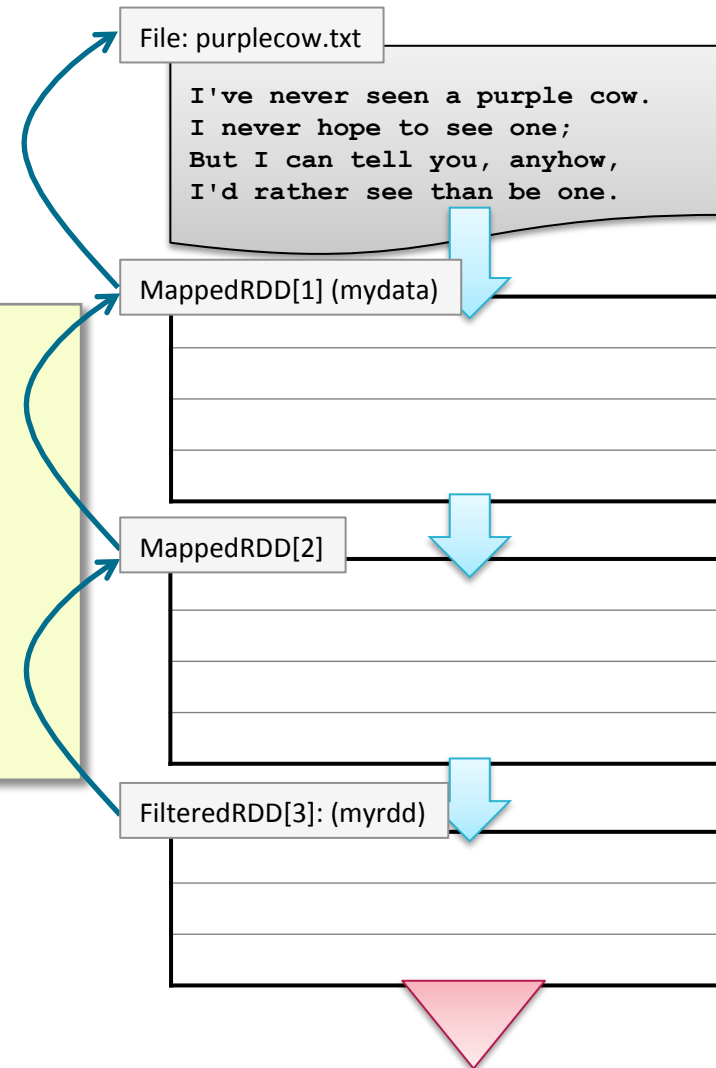 File: purplecow.txt
I've never seen a purple cow.
I never hope to see one;
But I can tell you, anyhow,
I'd rather see than be one.
MappedRDD[1] (mydata)
MappedRDD[2]
FilteredRDD[3]: (myrdd)